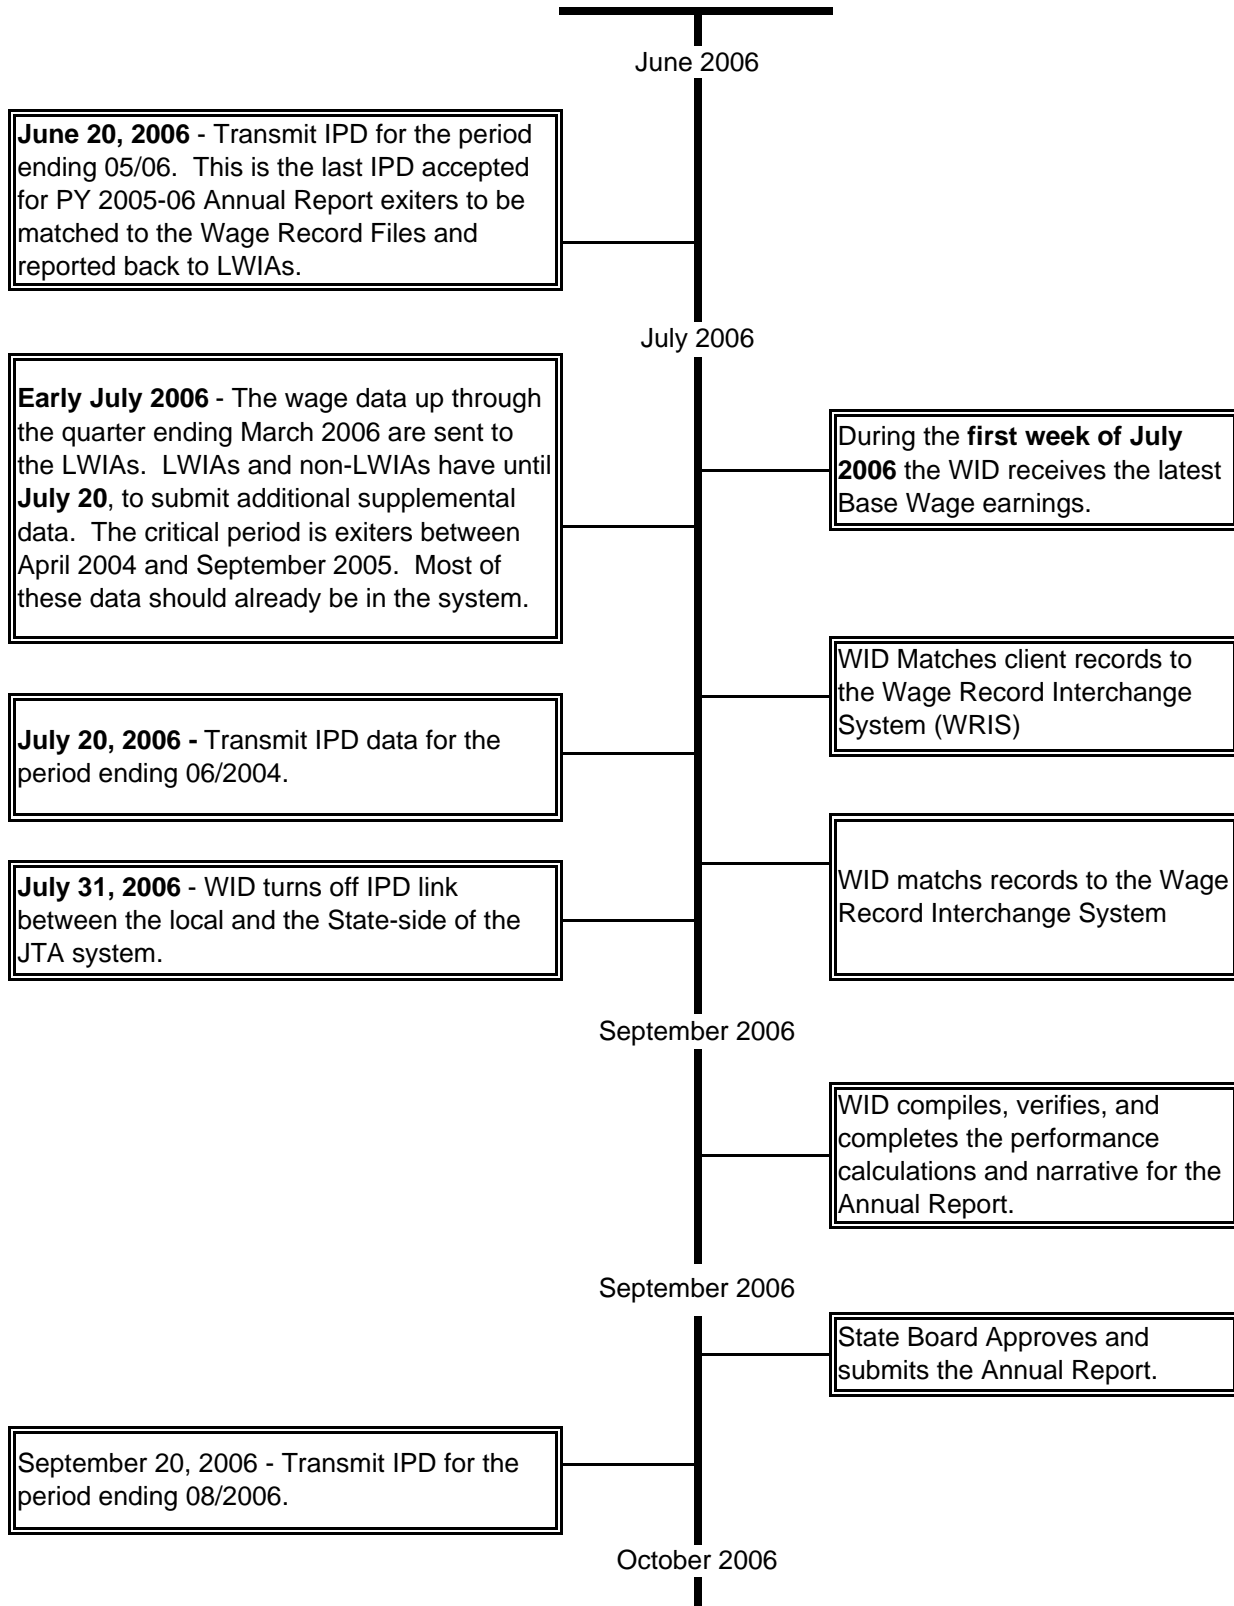 June 2006
June 20, 2006 - Transmit IPD for the period
ending 05/06.  This is the last IPD accepted
for PY 2005-06 Annual Report exiters to be
matched to the Wage Record Files and
reported back to LWIAs.
July 2006
Early July 2006 - The wage data up through
the quarter ending March 2006 are sent to
the LWIAs.  LWIAs and non-LWIAs have until
July 20, to submit additional supplemental
data.  The critical period is exiters between
April 2004 and September 2005.  Most of
these data should already be in the system.
During the first week of July
2006 the WID receives the latest
Base Wage earnings.
WID Matches client records to
the Wage Record Interchange
System (WRIS)
July 20, 2006 - Transmit IPD data for the
period ending 06/2004.
WID matchs records to the Wage
Record Interchange System
July 31, 2006 - WID turns off IPD link
between the local and the State-side of the
JTA system.
September 2006
WID compiles, verifies, and
completes the performance
calculations and narrative for the
Annual Report.
September 2006
State Board Approves and
submits the Annual Report.
September 20, 2006 - Transmit IPD for the
period ending 08/2006.
October 2006